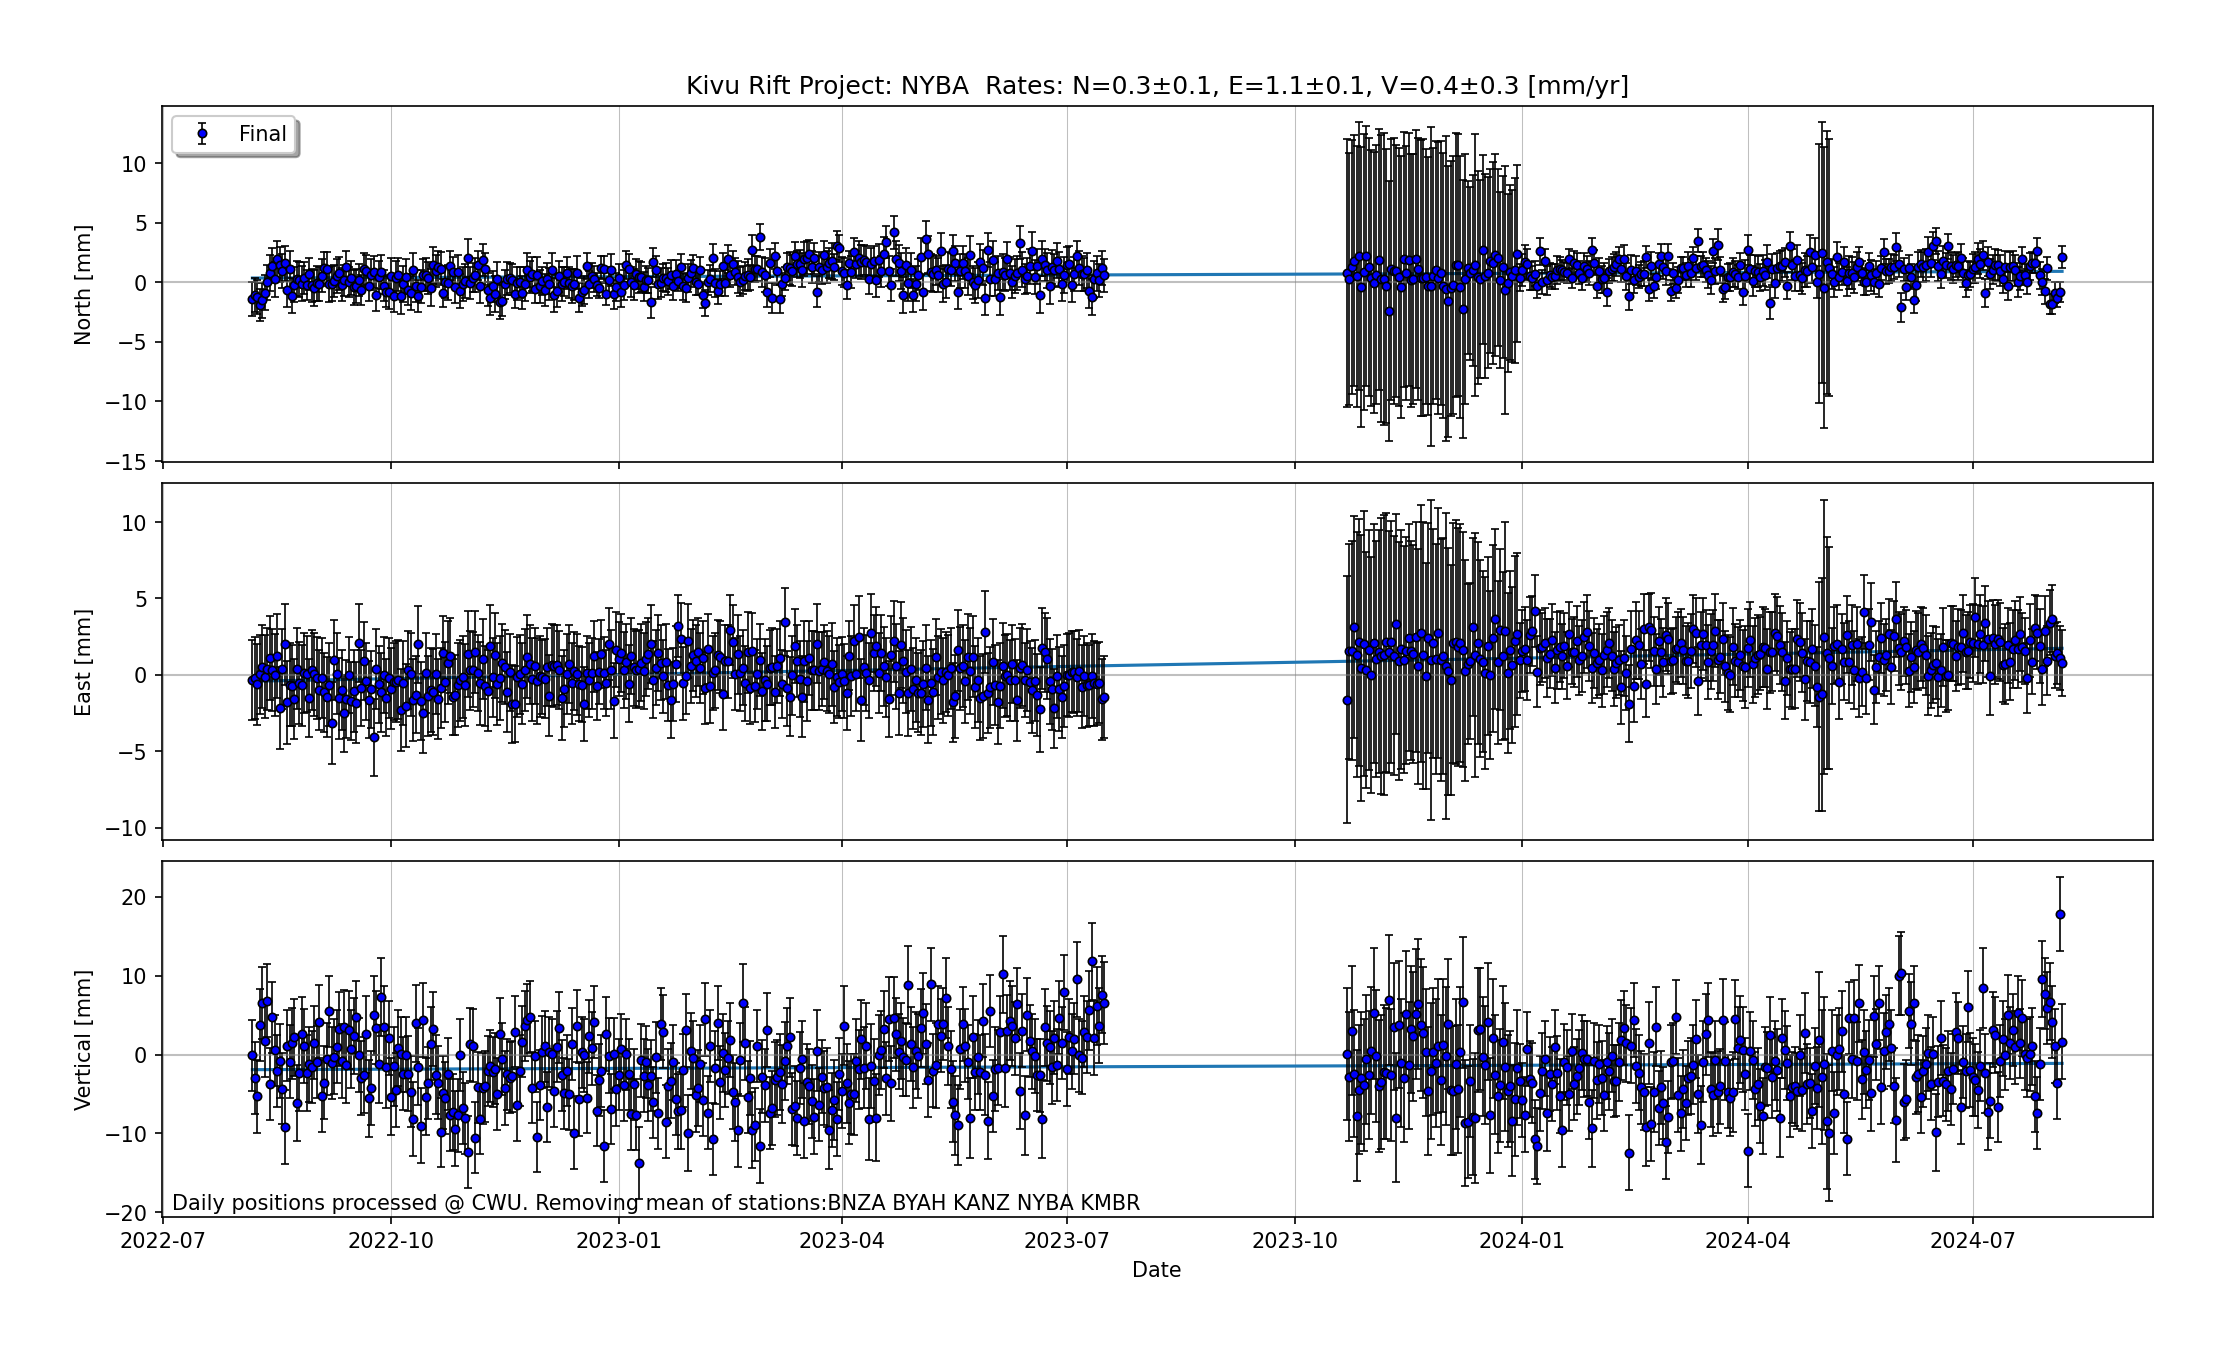 Kivu Rift Project: NYBA  Rates: N=0.3±0.1, E=1.1±0.1, V=0.4±0.3 [mm/yr]
Final
North [mm]
10
5
0
−5
−10
−15
East [mm]
10
5
0
−5
−10
Vertical [mm]
20
10
0
−10
−20
Daily positions processed @ CWU. Removing mean of stations:BNZA BYAH KANZ NYBA KMBR
2022-07 2022-10 2023-01 2023-04 2023-07 2023-10 2024-01 2024-04 2024-07
Date